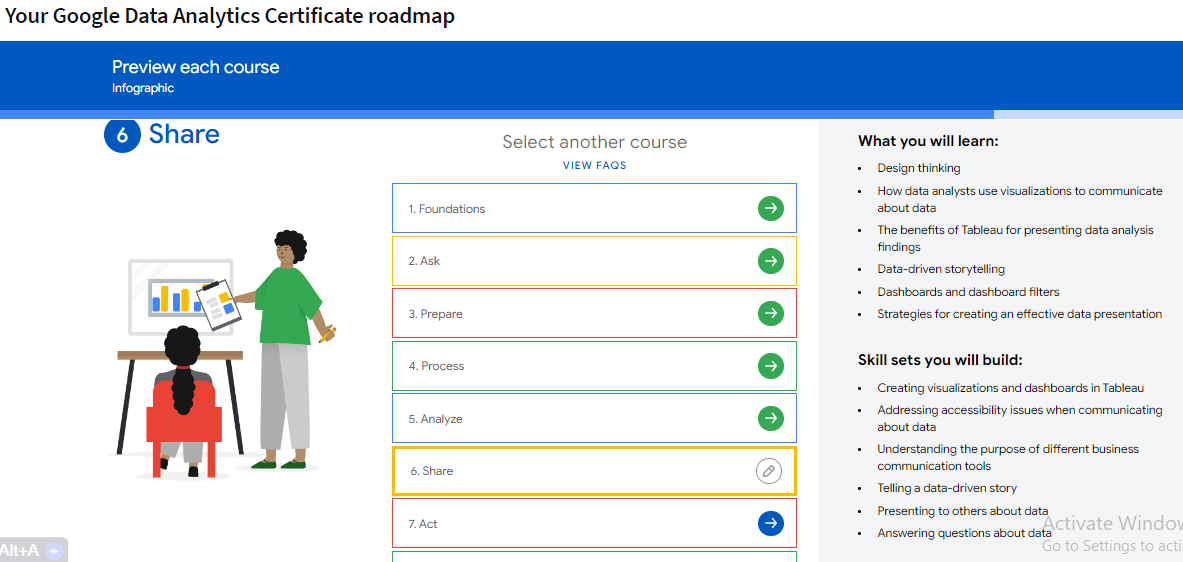 Your Google Data Analytics Certificate roadmap
Preview each course
Infographic
6 Share
Select another course
VIEW FAQS
1. Foundations
2. Ask
3. Prepare
4. Process
5. Analyze
6. Share
7. Act
What you will learn:
• Design thinking
• How data analysts use visualizations to communicate
about data
• The benefits of Tableau for presenting data analysis
findings
• Data-driven storytelling
• Dashboards and dashboard filters
• Strategies for creating an effective data presentation
Skill sets you will build:
• Creating visualizations and dashboards in Tableau
• Addressing accessibility issues when communicating
about data
• Understanding the purpose of different business
communication tools
• Telling a data-driven story
• Presenting to others about data
• Answering questions about data
Activate Window
Go to Settings to acti
Alt+A